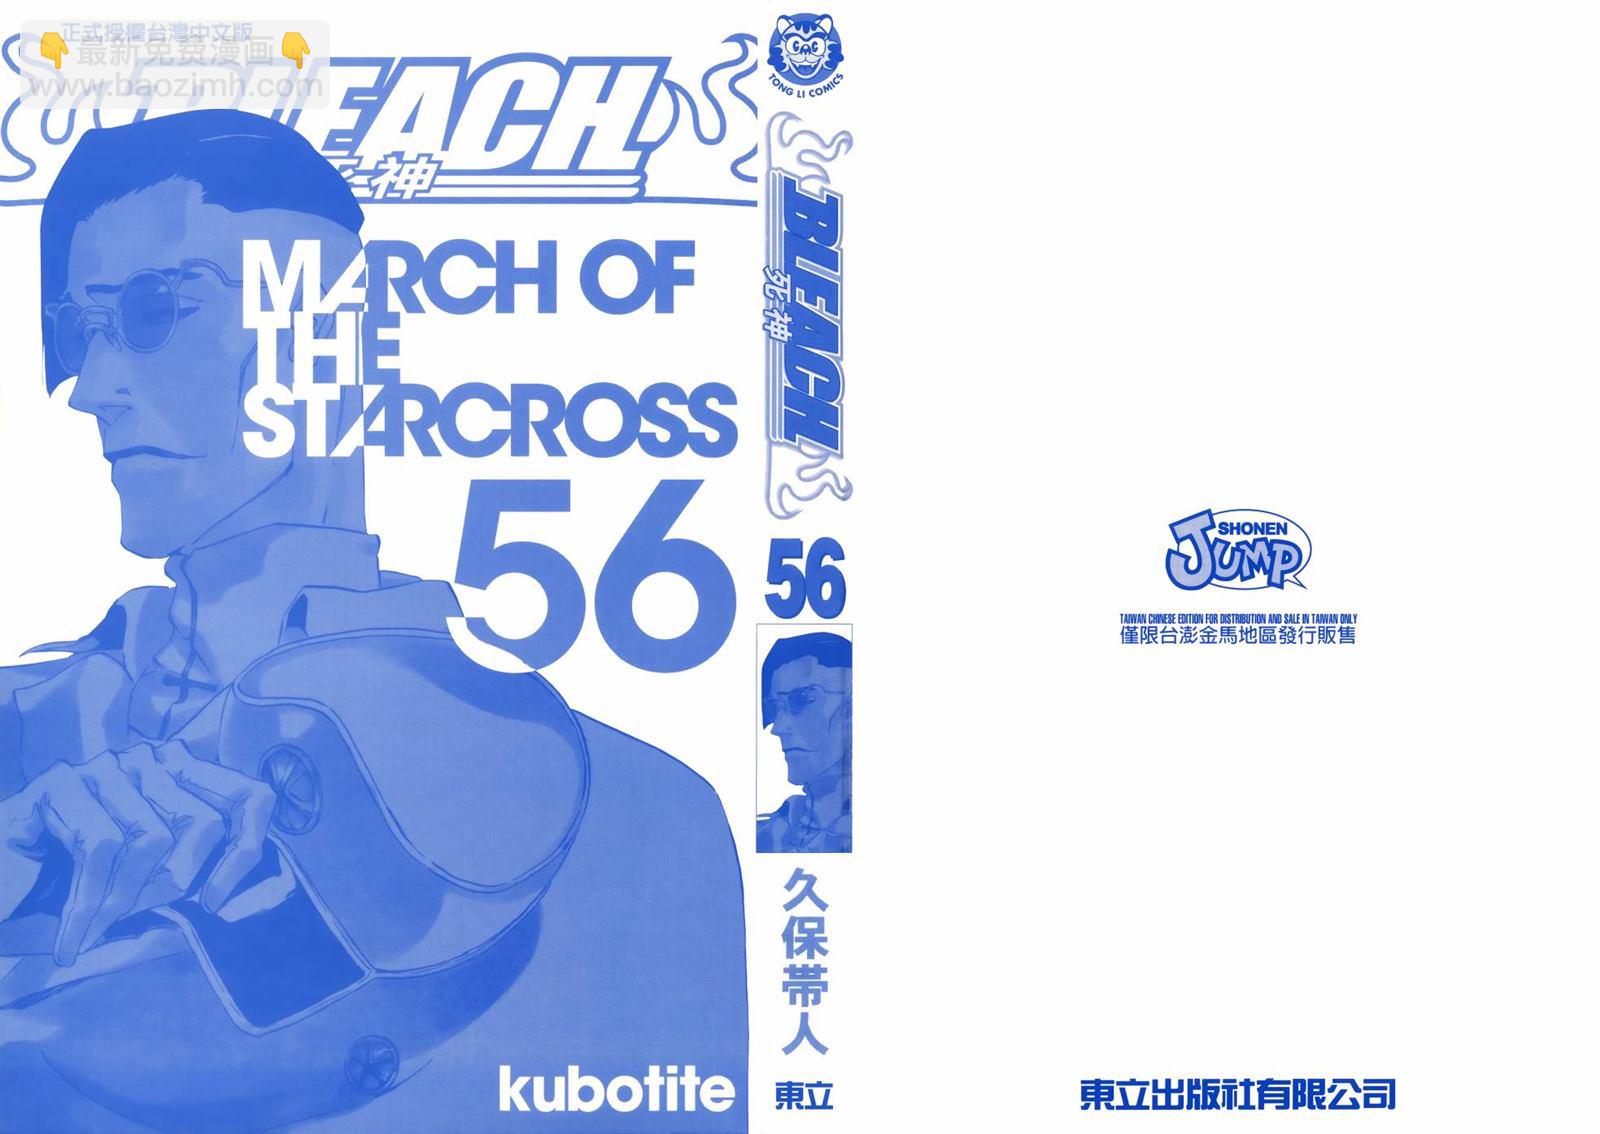 正式授權台灣中文版
👇最新免费漫画👇
www.baozimh.com
BLEACH
死神
MARCH OF
THE
STARCROSS
56
kubotite
TONG LI COMICS
BLEACH
死神
56
久保帯人
東立
SHONEN
JUMP
TAIWAN CHINESE EDITION FOR DISTRIBUTION AND SALE IN TAIWAN ONLY
僅限台澎金馬地區發行販售
東立出版社有限公司